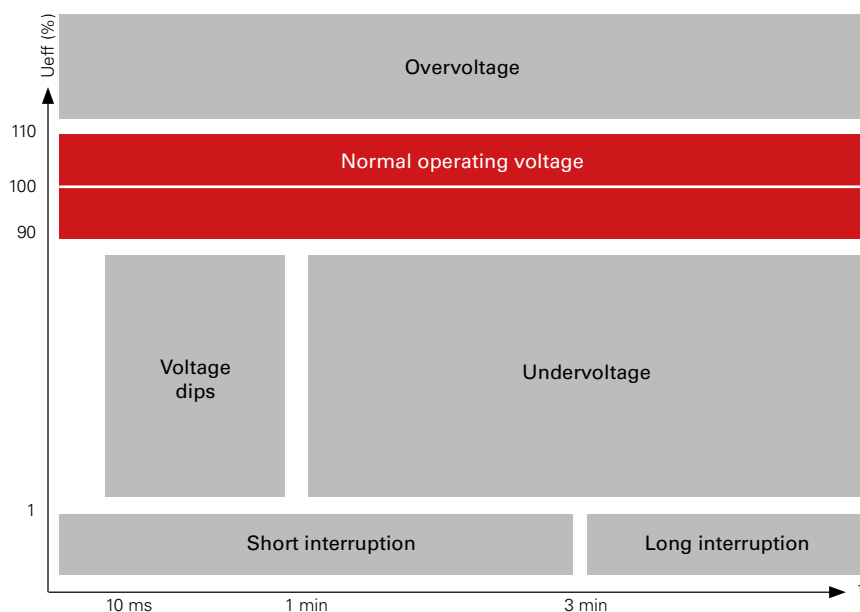 Ueff (%)
Overvoltage
110
Normal operating voltage
100
90
Voltage
dips
Undervoltage
1
Short interruption
Long interruption
10 ms
1 min
3 min